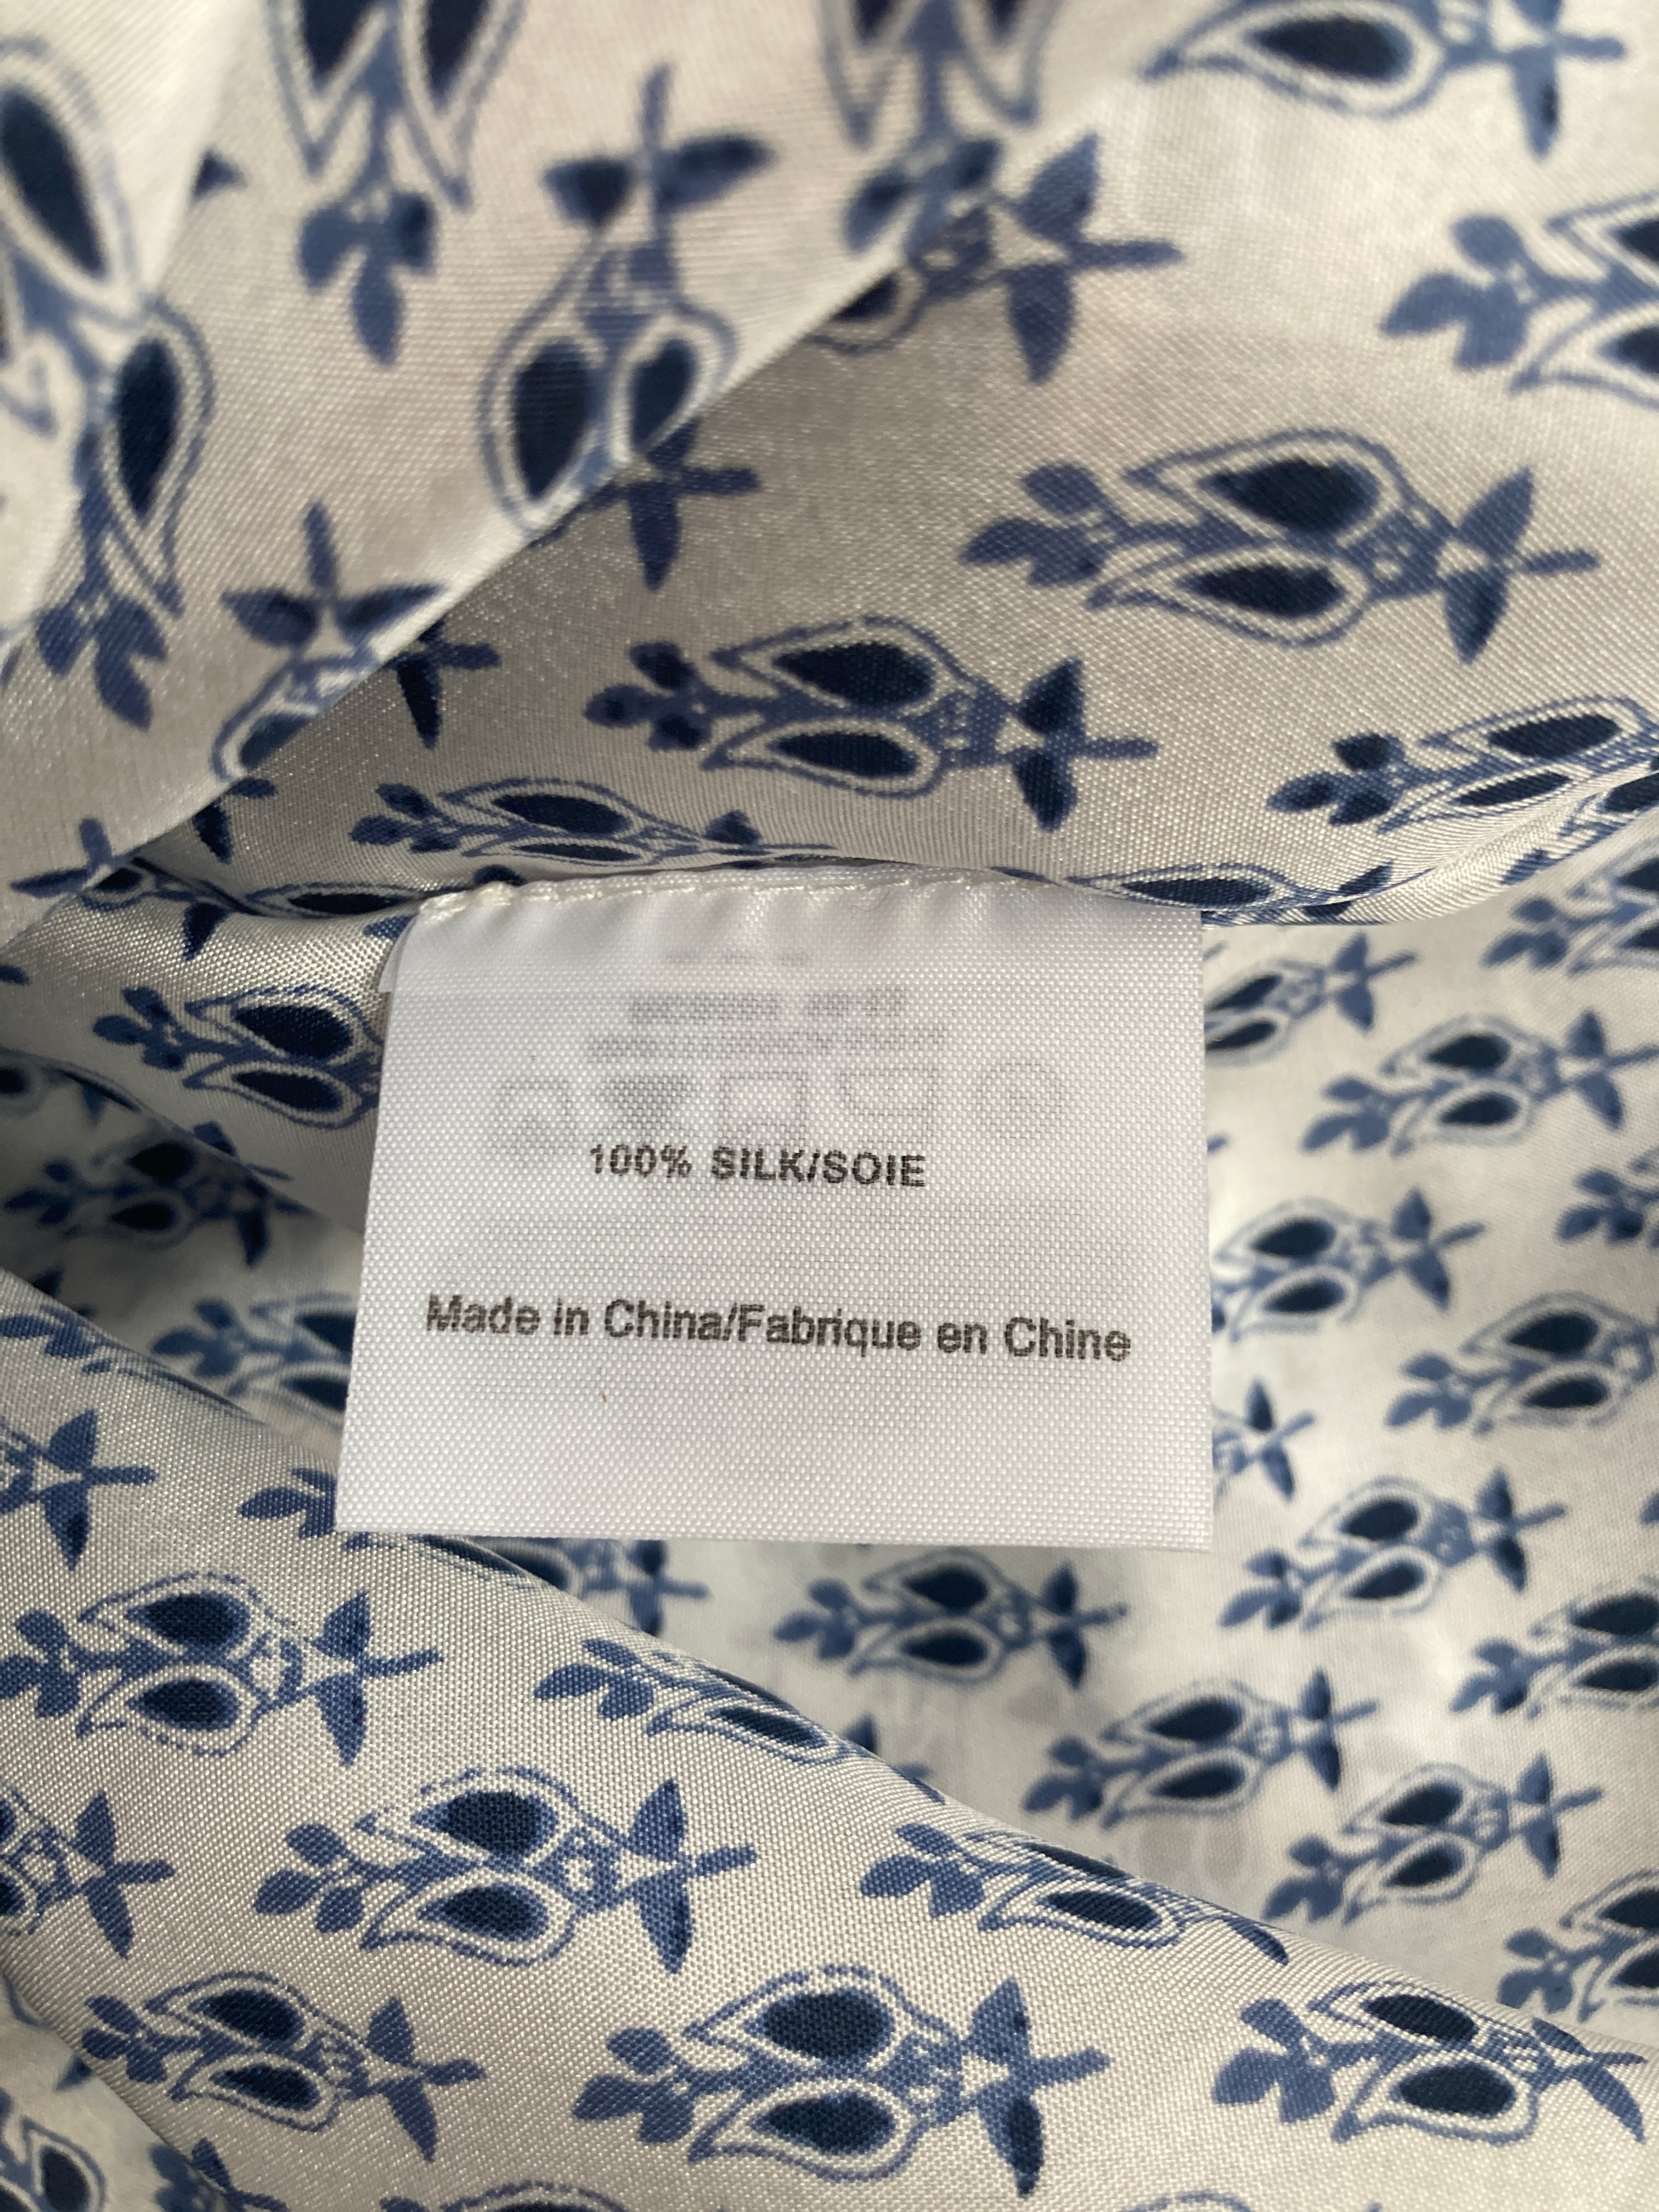 100% SILK/SOIE
Made in China/Fabrique en Chine